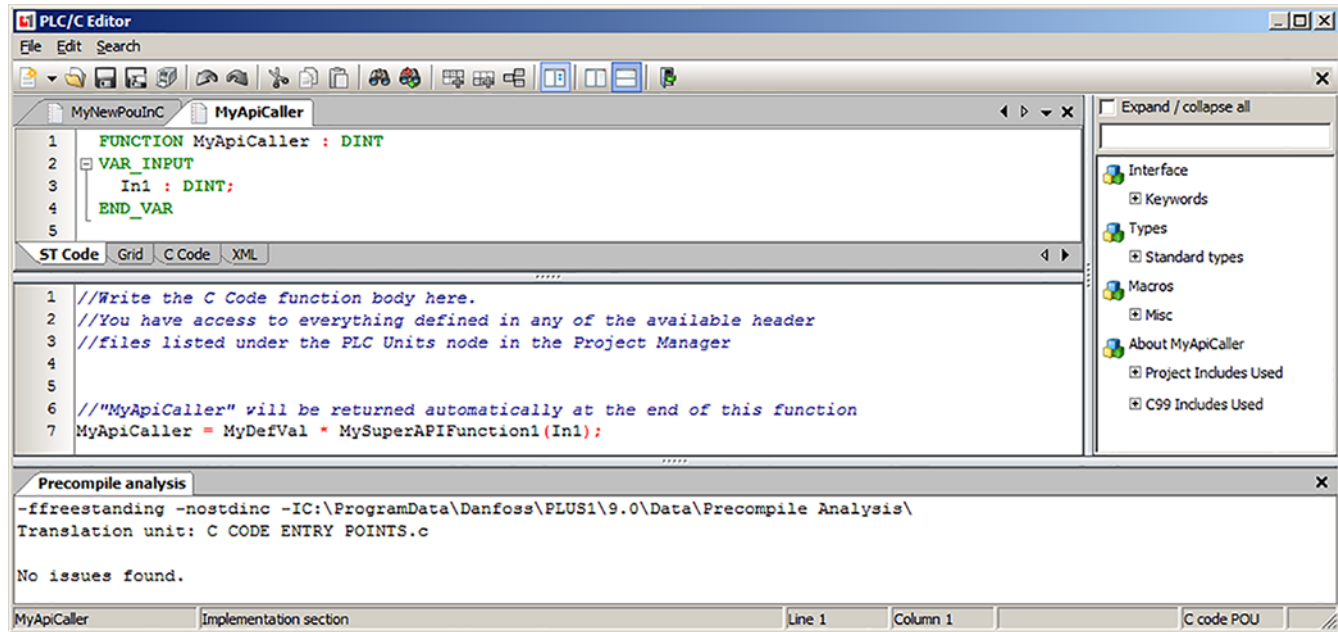 PLC/C Editor
File Edit Search
MyNewPouInC MyApiCaller
1 FUNCTION MyApiCaller : DINT
2 VAR_INPUT
3 In1 : DINT;
4 END_VAR
5
ST Code Grid C Code XML
1 //Write the C Code function body here.
2 //You have access to everything defined in any of the available header
3 //files listed under the PLC Units node in the Project Manager
4
5
6 //"MyApiCaller" will be returned automatically at the end of this function
7 MyApiCaller = MyDefVal * MySuperAPIFunction1(In1);
Expand / collapse all
Interface
Keywords
Types
Standard types
Macros
Misc
About MyApiCaller
Project Includes Used
C99 Includes Used
Precompile analysis
-ffreestanding -nostdinc -IC:\ProgramData\Danfoss\PLUS1\9.0\Data\Precompile Analysis\
Translation unit: C CODE ENTRY POINTS.c
No issues found.
MyApiCaller Implementation section Line 1 Column 1 C code POU